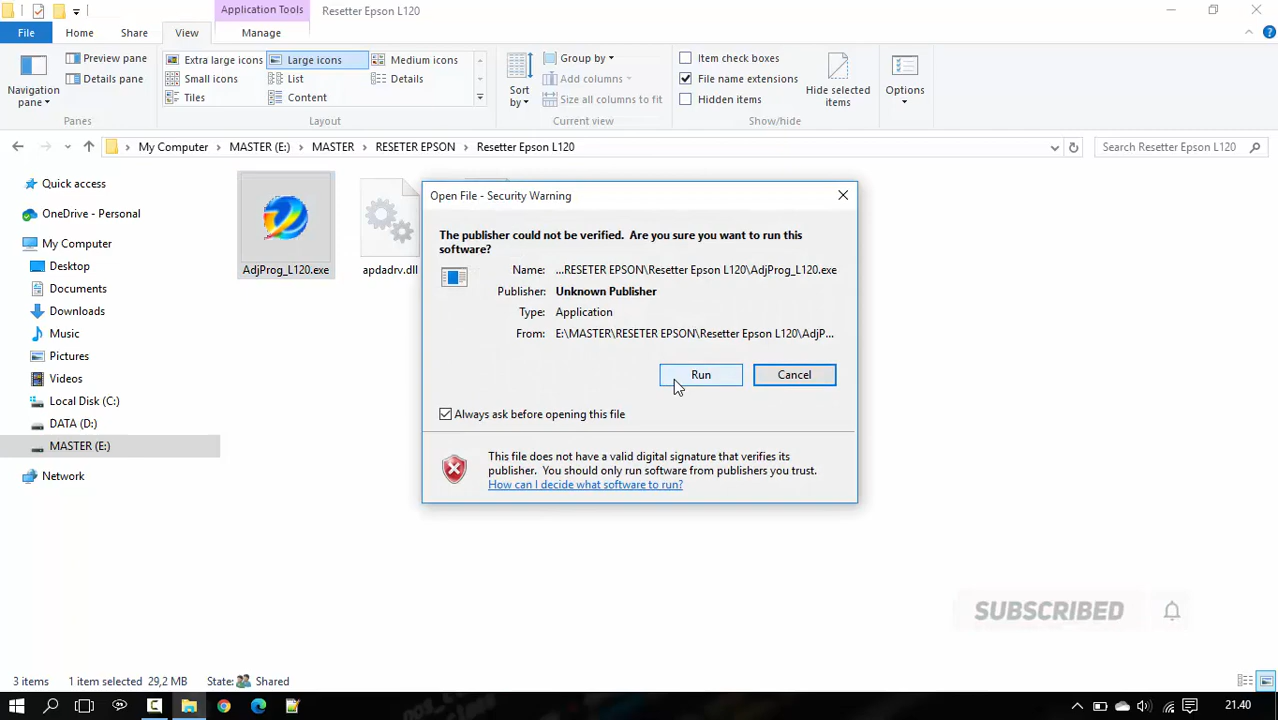 Application Tools
Resetter Epson L120
File
Home
Share
View
Manage
Navigation pane
Preview pane
Details pane
Panes
Extra large icons
Large icons
Medium icons
Small icons
List
Details
Tiles
Content
Layout
Sort by
Group by
Add columns
Size all columns to fit
Current view
Item check boxes
File name extensions
Hidden items
Hide selected items
Show/hide
Options
My Computer
MASTER (E:)
MASTER
RESETER EPSON
Resetter Epson L120
Search Resetter Epson L120
Quick access
OneDrive - Personal
My Computer
Desktop
Documents
Downloads
Music
Pictures
Videos
Local Disk (C:)
DATA (D:)
MASTER (E:)
Network
AdjProg_L120.exe
apdadrv.dll
Open File - Security Warning
The publisher could not be verified. Are you sure you want to run this
software?
Name: ...RESETER EPSON\Resetter Epson L120\AdjProg_L120.exe
Publisher: Unknown Publisher
Type: Application
From: E:\MASTER\RESETER EPSON\Resetter Epson L120\AdjP...
Run
Cancel
Always ask before opening this file
This file does not have a valid digital signature that verifies its
publisher. You should only run software from publishers you trust.
How can I decide what software to run?
SUBSCRIBED
3 items
1 item selected 29,2 MB
State: Shared
21.40